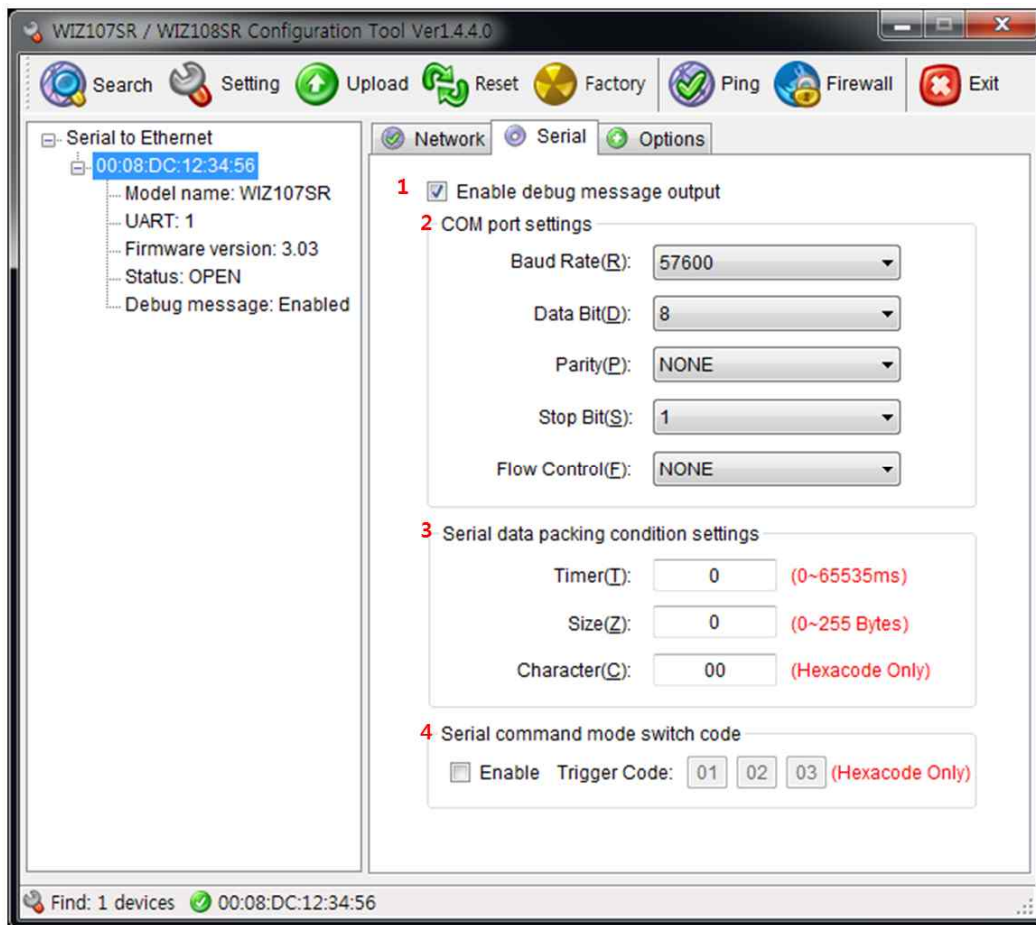 WIZ107SR / WIZ108SR Configuration Tool Ver1.4.4.0
Search Setting Upload Reset Factory Ping Firewall Exit
Serial to Ethernet
00:08:DC:12:34:56
Model name: WIZ107SR
UART: 1
Firmware version: 3.03
Status: OPEN
Debug message: Enabled
Network Serial Options
1 Enable debug message output
2 COM port settings
Baud Rate(R): 57600
Data Bit(D): 8
Parity(P): NONE
Stop Bit(S): 1
Flow Control(F): NONE
3 Serial data packing condition settings
Timer(T): 0 (0~65535ms)
Size(Z): 0 (0~255 Bytes)
Character(C): 00 (Hexacode Only)
4 Serial command mode switch code
Enable Trigger Code: 01 02 03 (Hexacode Only)
Find: 1 devices 00:08:DC:12:34:56